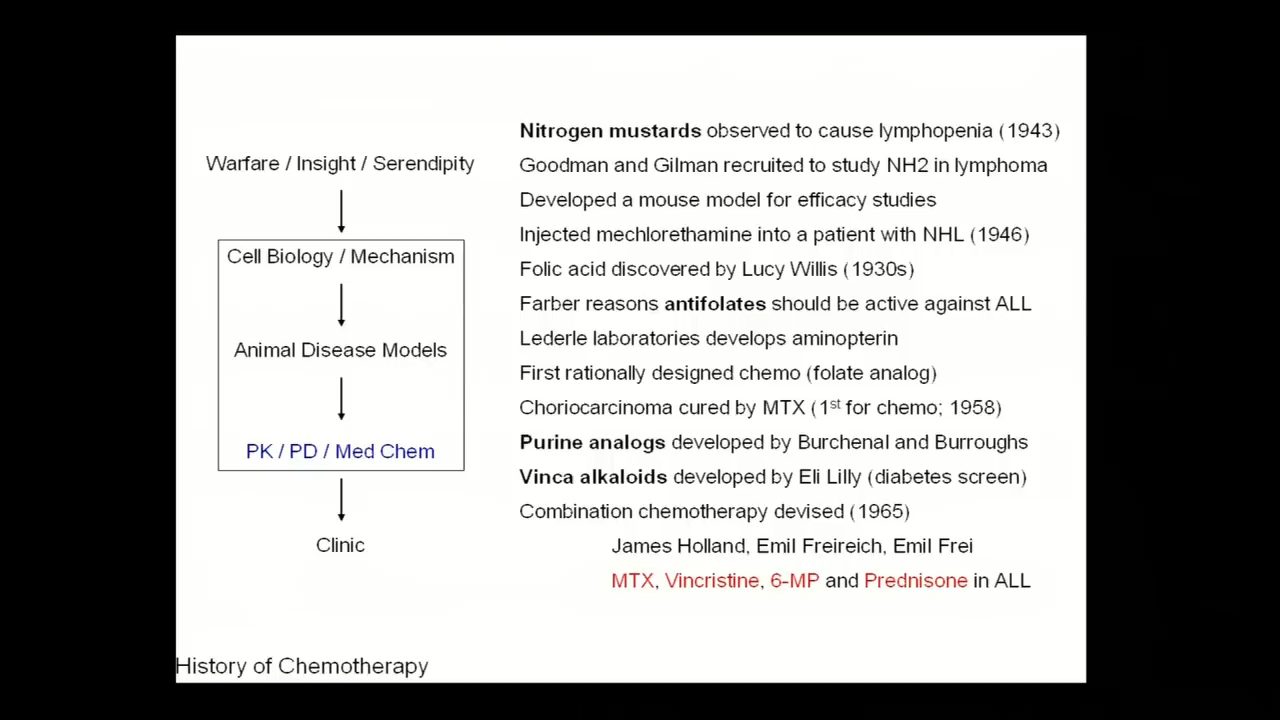 Warfare / Insight / Serendipity
Cell Biology / Mechanism
Animal Disease Models
PK / PD / Med Chem
Clinic
Nitrogen mustards observed to cause lymphopenia (1943)
Goodman and Gilman recruited to study NH2 in lymphoma
Developed a mouse model for efficacy studies
Injected mechlorethamine into a patient with NHL (1946)
Folic acid discovered by Lucy Willis (1930s)
Farber reasons antifolates should be active against ALL
Lederle laboratories develops aminopterin
First rationally designed chemo (folate analog)
Choriocarcinoma cured by MTX (1st for chemo; 1958)
Purine analogs developed by Burchenal and Burroughs
Vinca alkaloids developed by Eli Lilly (diabetes screen)
Combination chemotherapy devised (1965)
James Holland, Emil Freireich, Emil Frei
MTX, Vincristine, 6-MP and Prednisone in ALL
History of Chemotherapy